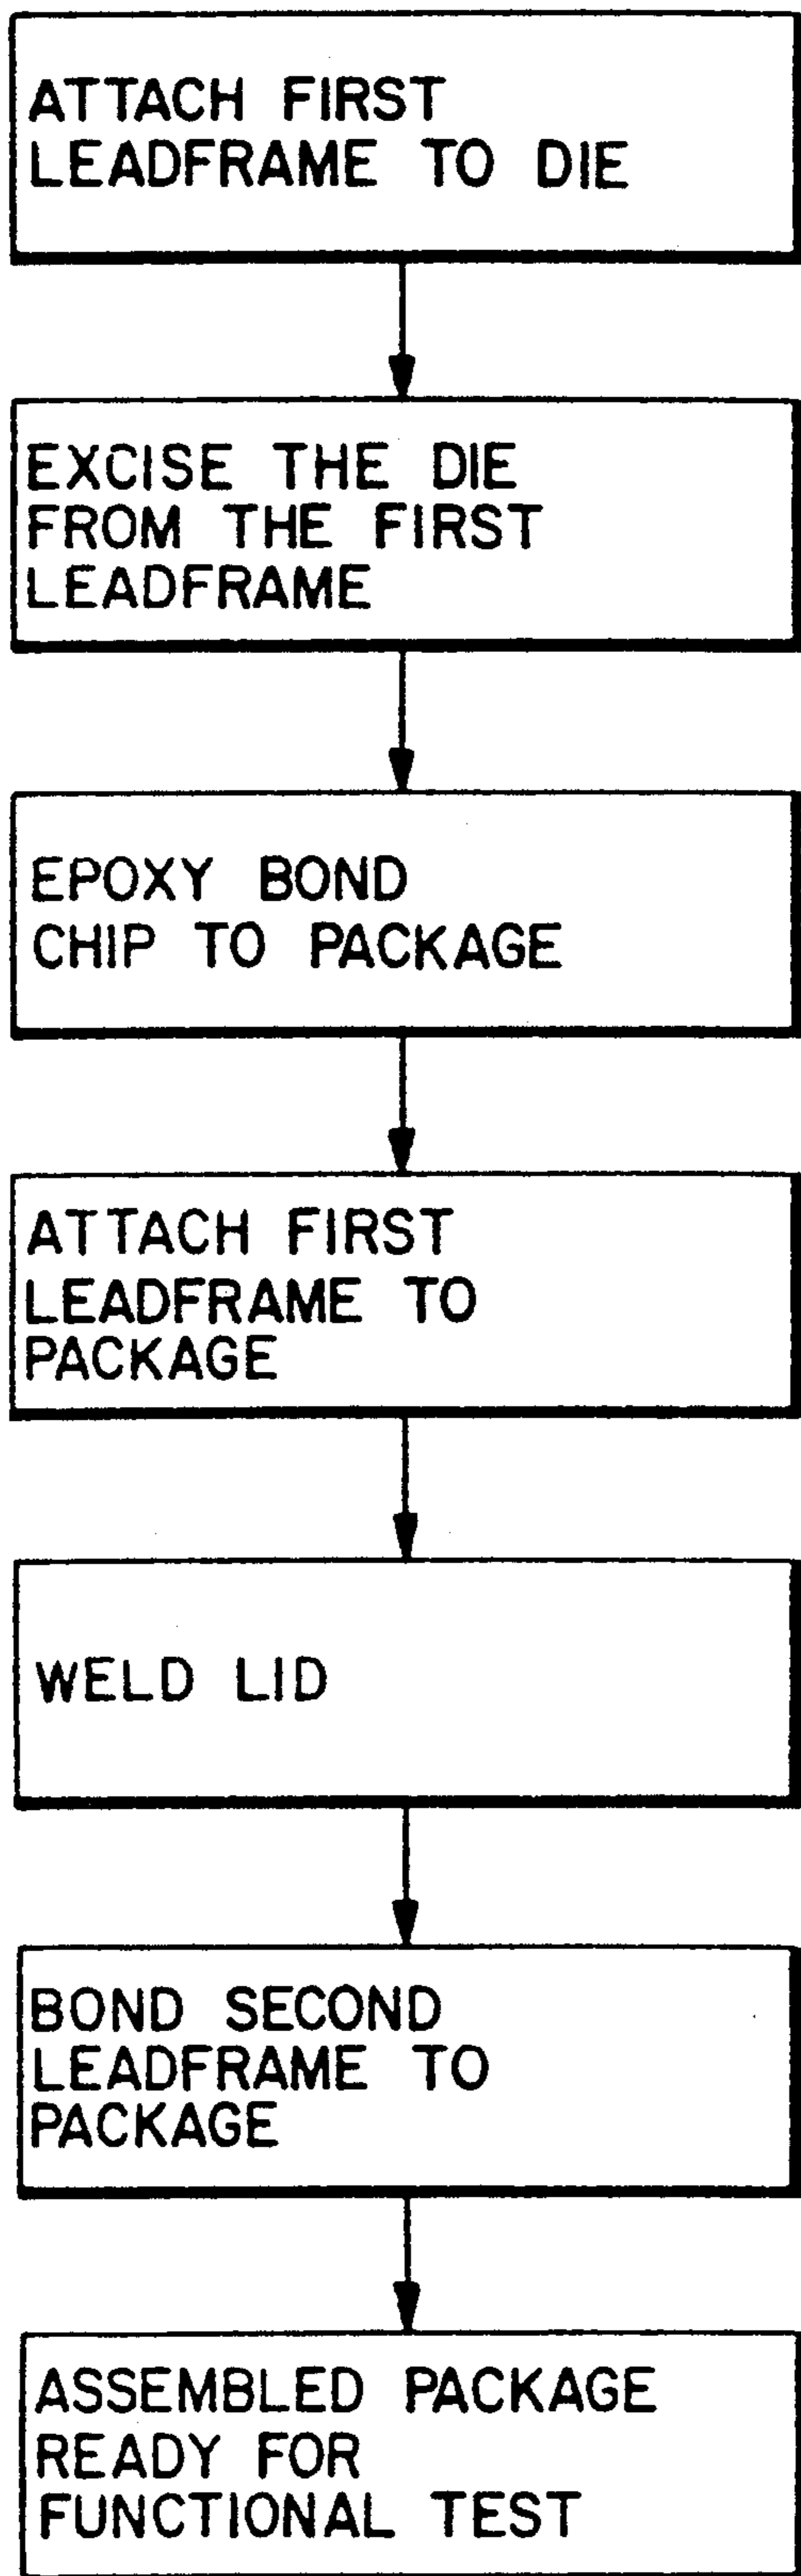 ATTACH FIRST
LEADFRAME TO DIE
EXCISE THE DIE
FROM THE FIRST
LEADFRAME
EPOXY BOND
CHIP TO PACKAGE
ATTACH FIRST
LEADFRAME TO
PACKAGE
WELD LID
BOND SECOND
LEADFRAME TO
PACKAGE
ASSEMBLED PACKAGE
READY FOR
FUNCTIONAL TEST